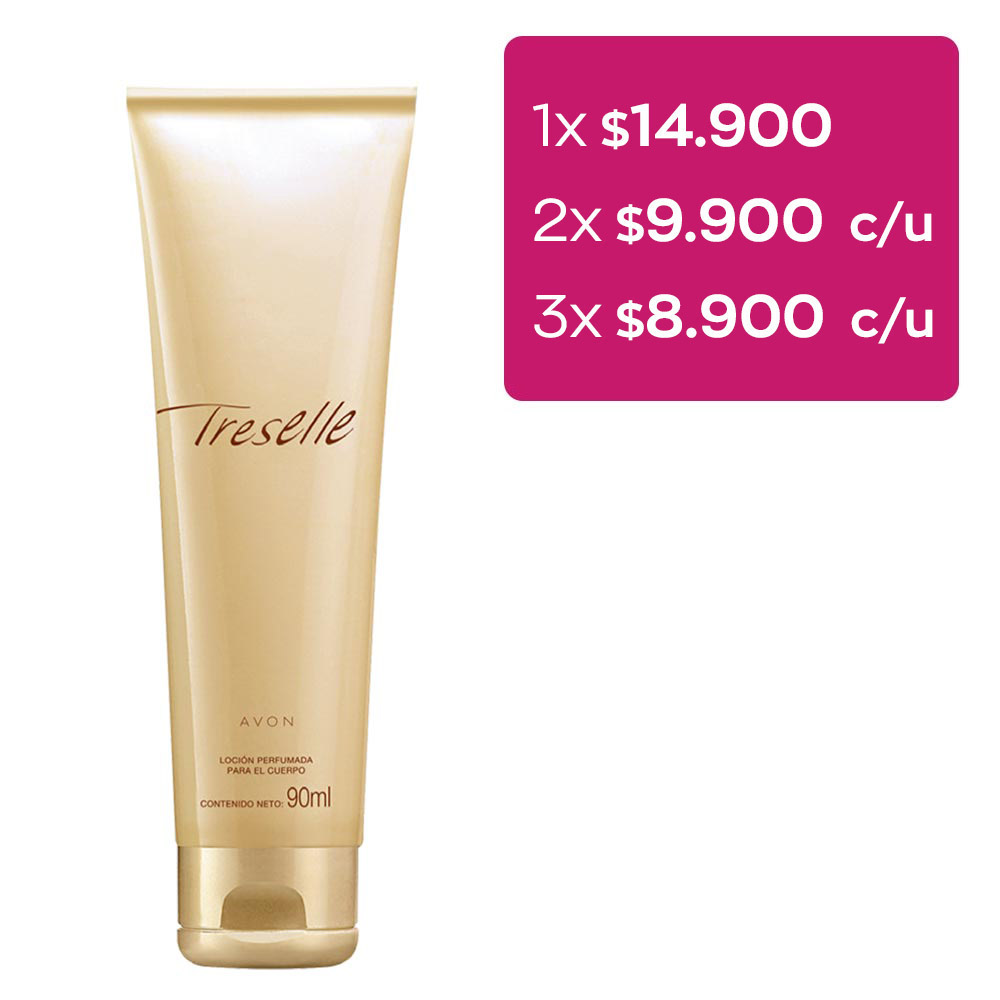 Treselle
AVON
LOCIÓN PERFUMADA
PARA EL CUERPO
CONTENIDO NETO: 90ml
1x $14.900
2x $9.900 c/u
3x $8.900 c/u